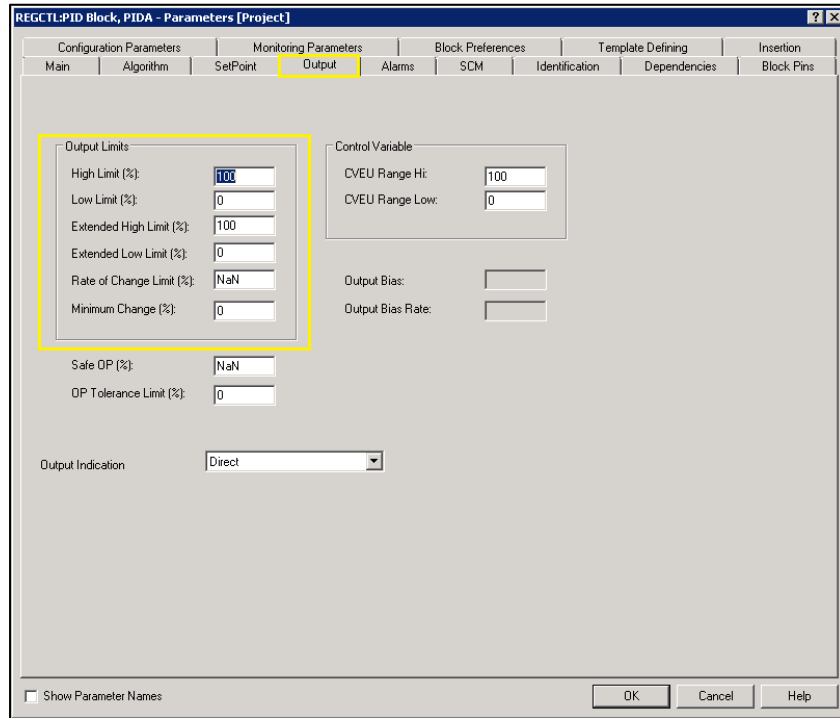 REGCTL:PID Block, PIDA - Parameters [Project]
Configuration Parameters Monitoring Parameters Block Preferences Template Defining Insertion
Main Algorithm SetPoint Output Alarms SCM Identification Dependencies Block Pins
Output Limits
High Limit (%): 100
Low Limit (%): 0
Extended High Limit (%): 100
Extended Low Limit (%): 0
Rate of Change Limit (%): NaN
Minimum Change (%): 0
Safe OP (%): NaN
OP Tolerance Limit (%): 0
Control Variable
CVEU Range Hi: 100
CVEU Range Low: 0
Output Bias:
Output Bias Rate:
Output Indication Direct
Show Parameter Names OK Cancel Help